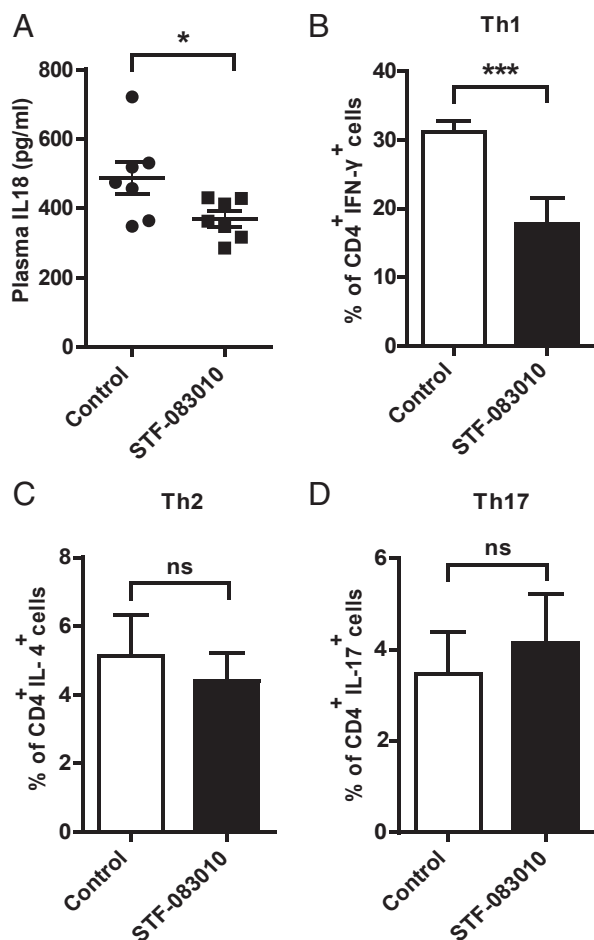 A
*
Plasma IL18 (pg/ml)
800
600
400
200
0
Control
STF-083010
B
Th1
***
% of CD4+ IFN-γ+ cells
40
30
20
10
0
Control
STF-083010
C
Th2
ns
% of CD4+ IL-4+ cells
8
6
4
2
0
Control
STF-083010
D
Th17
ns
% of CD4+ IL-17+ cells
6
4
2
0
Control
STF-083010